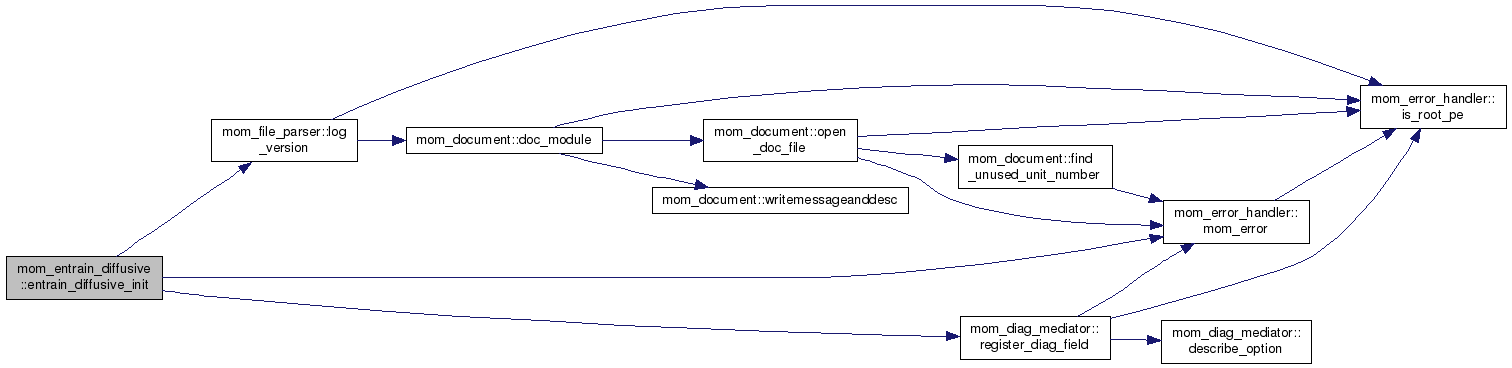 mom_error_handler::
is_root_pe
mom_file_parser::log
_version
mom_document::doc_module
mom_document::open
_doc_file
mom_document::find
_unused_unit_number
mom_document::writemessageanddesc
mom_error_handler::
mom_error
mom_entrain_diffusive
::entrain_diffusive_init
mom_diag_mediator::
register_diag_field
mom_diag_mediator::
describe_option